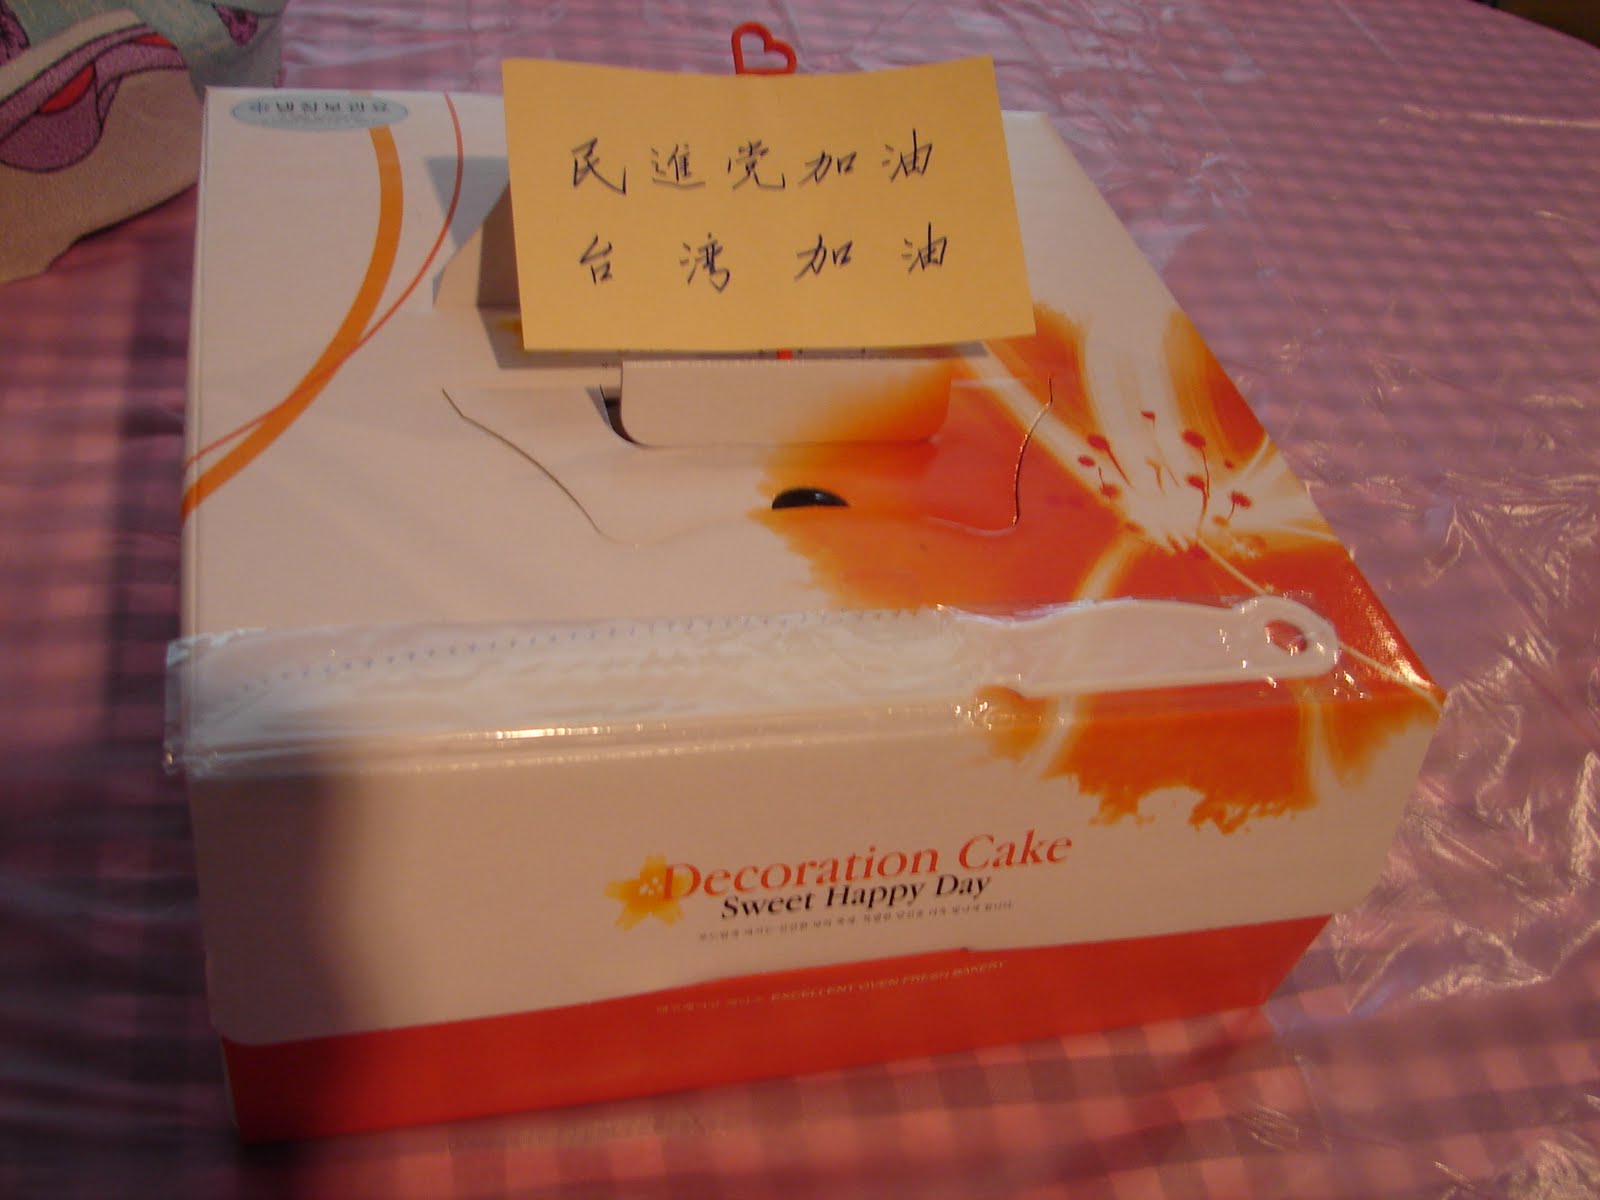 民進党加油
台湾加油
Decoration Cake
Sweet Happy Day
EXCELLENT OVEN FRESH BAKERY